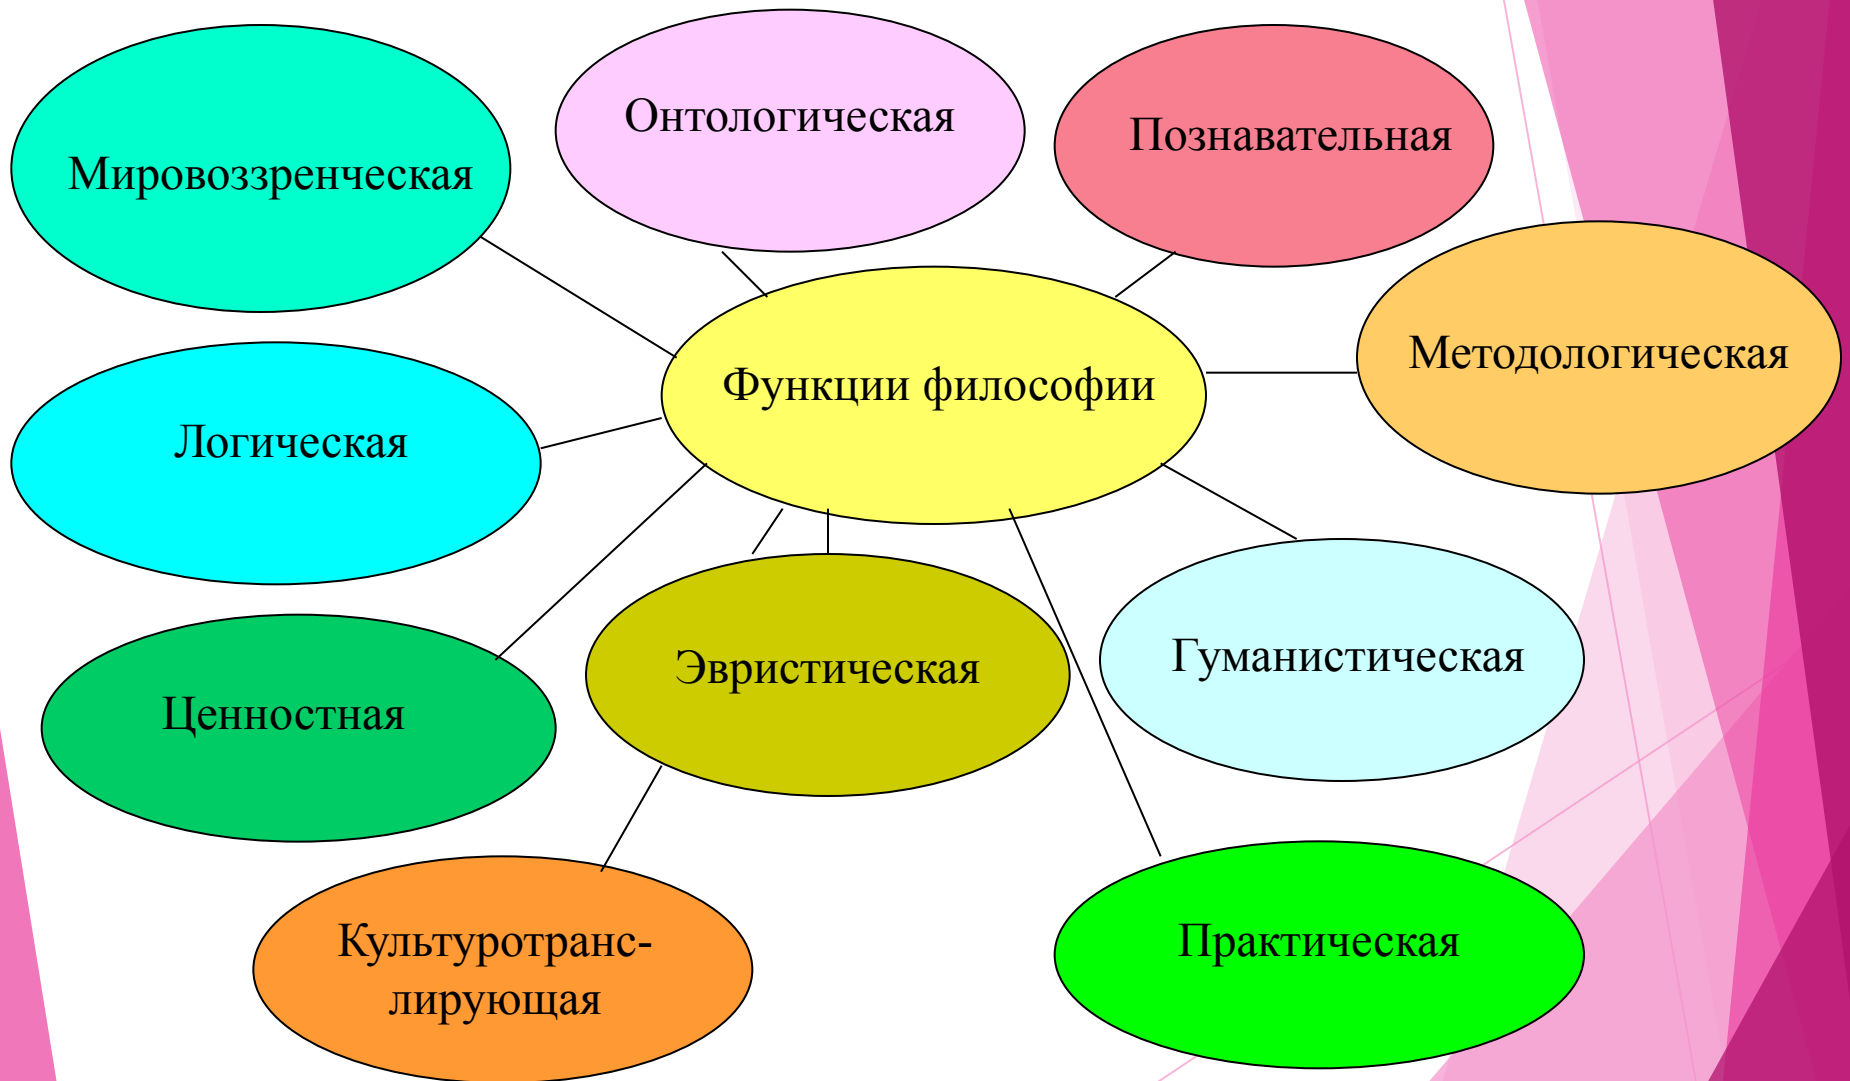 Онтологическая
Познавательная
Мировоззренческая
Методологическая
Функции философии
Логическая
Гуманистическая
Эвристическая
Ценностная
Культуротранс-
лирующая
Практическая